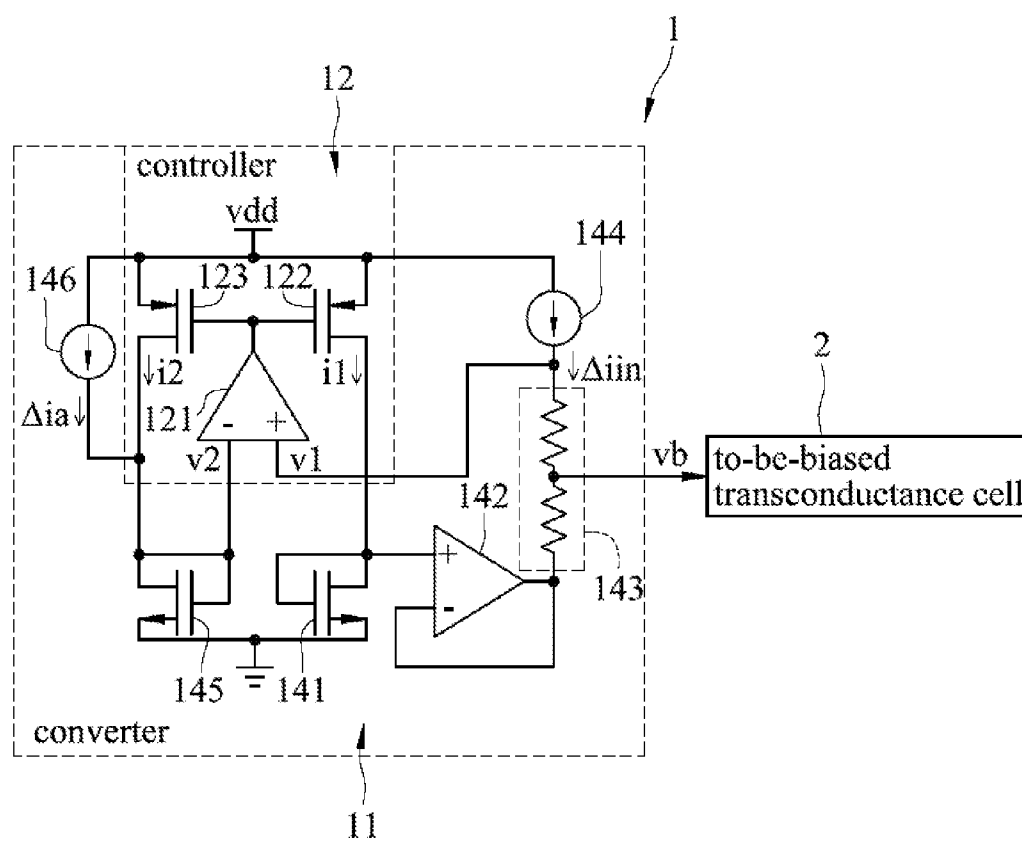 1
12
controller
vdd
144
146
123
122
i2
i1
Δiin
Δia
121
-
+
v2
v1
2
vb
to-be-biased
transconductance cell
142
+
-
143
145
141
converter
11